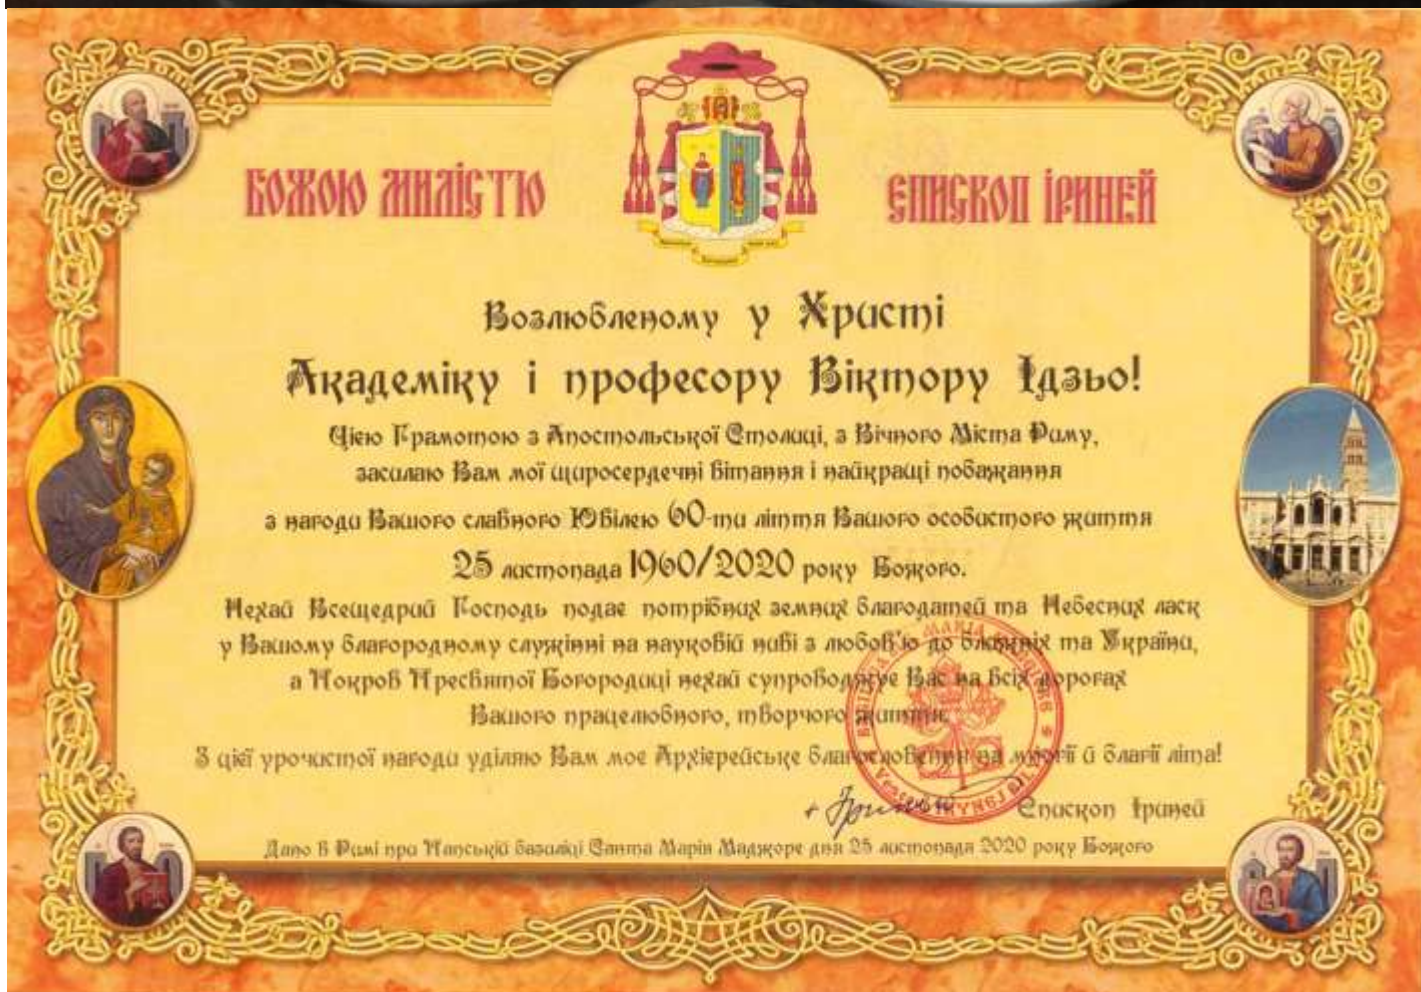 БОЖОЮ МИЛІСТЮ
ЄПИСКОП ІРИНЕЙ
Возлюбленому у Христі
Академіку і професору Віктору Ідзьо!
Цією Грамотою з Апостольської Столиці, з Вічного Міста Риму,
засилаю Вам мої щиросердечні вітання і найкращі побажання
з нагоди Вашого славного Ювілею 60-ти ліття Вашого особистого життя
25 листопада 1960/2020 року Божого.
Нехай Всещедрий Господь подає потрібних земних благодатей та Небесних ласк
у Вашому благородному служінні на науковій ниві з любов'ю до ближніх та України,
а Покров Пресвятої Богородиці нехай супроводжує Вас на всіх дорогах
Вашого працелюбного, творчого життя.
З цієї урочистої нагоди уділяю Вам моє Архієрейське благословення на многії й благії літа!
+ Іриней Єпископ Іриней
Дано в Римі при Папській базиліці Санта Марія Маджоре дня 25 листопада 2020 року Божого